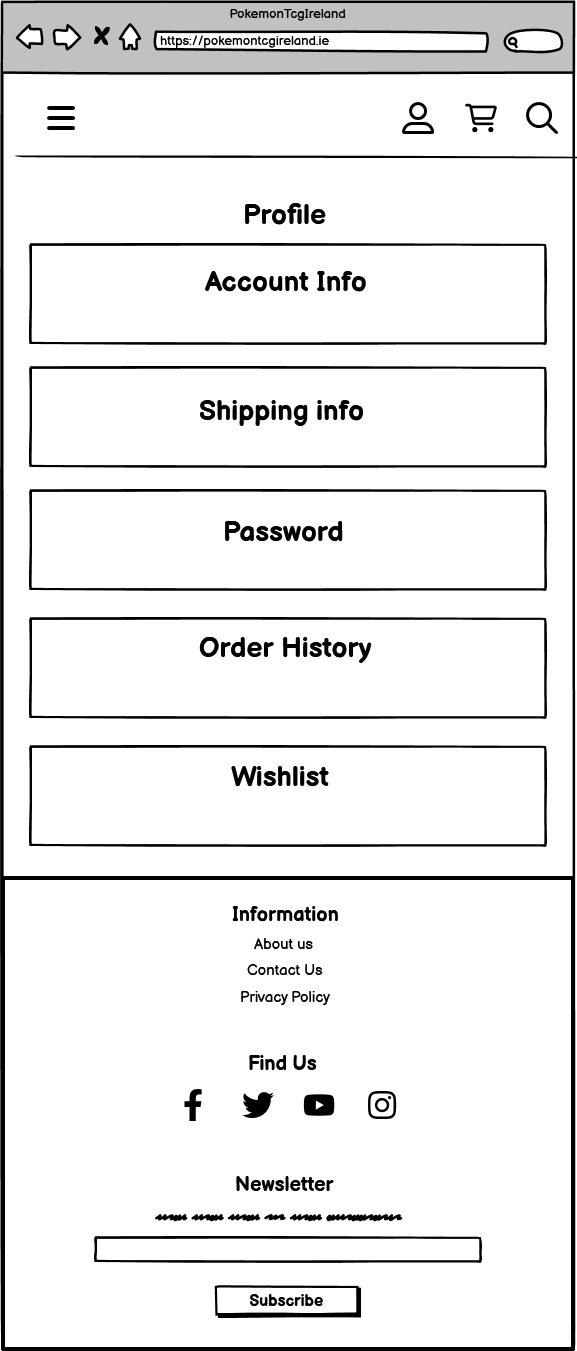 PokemonTcgIreland
https://pokemontcgireland.ie
Profile
Account Info
Shipping info
Password
Order History
Wishlist
Information
About us
Contact Us
Privacy Policy
Find Us
Newsletter
Subscribe